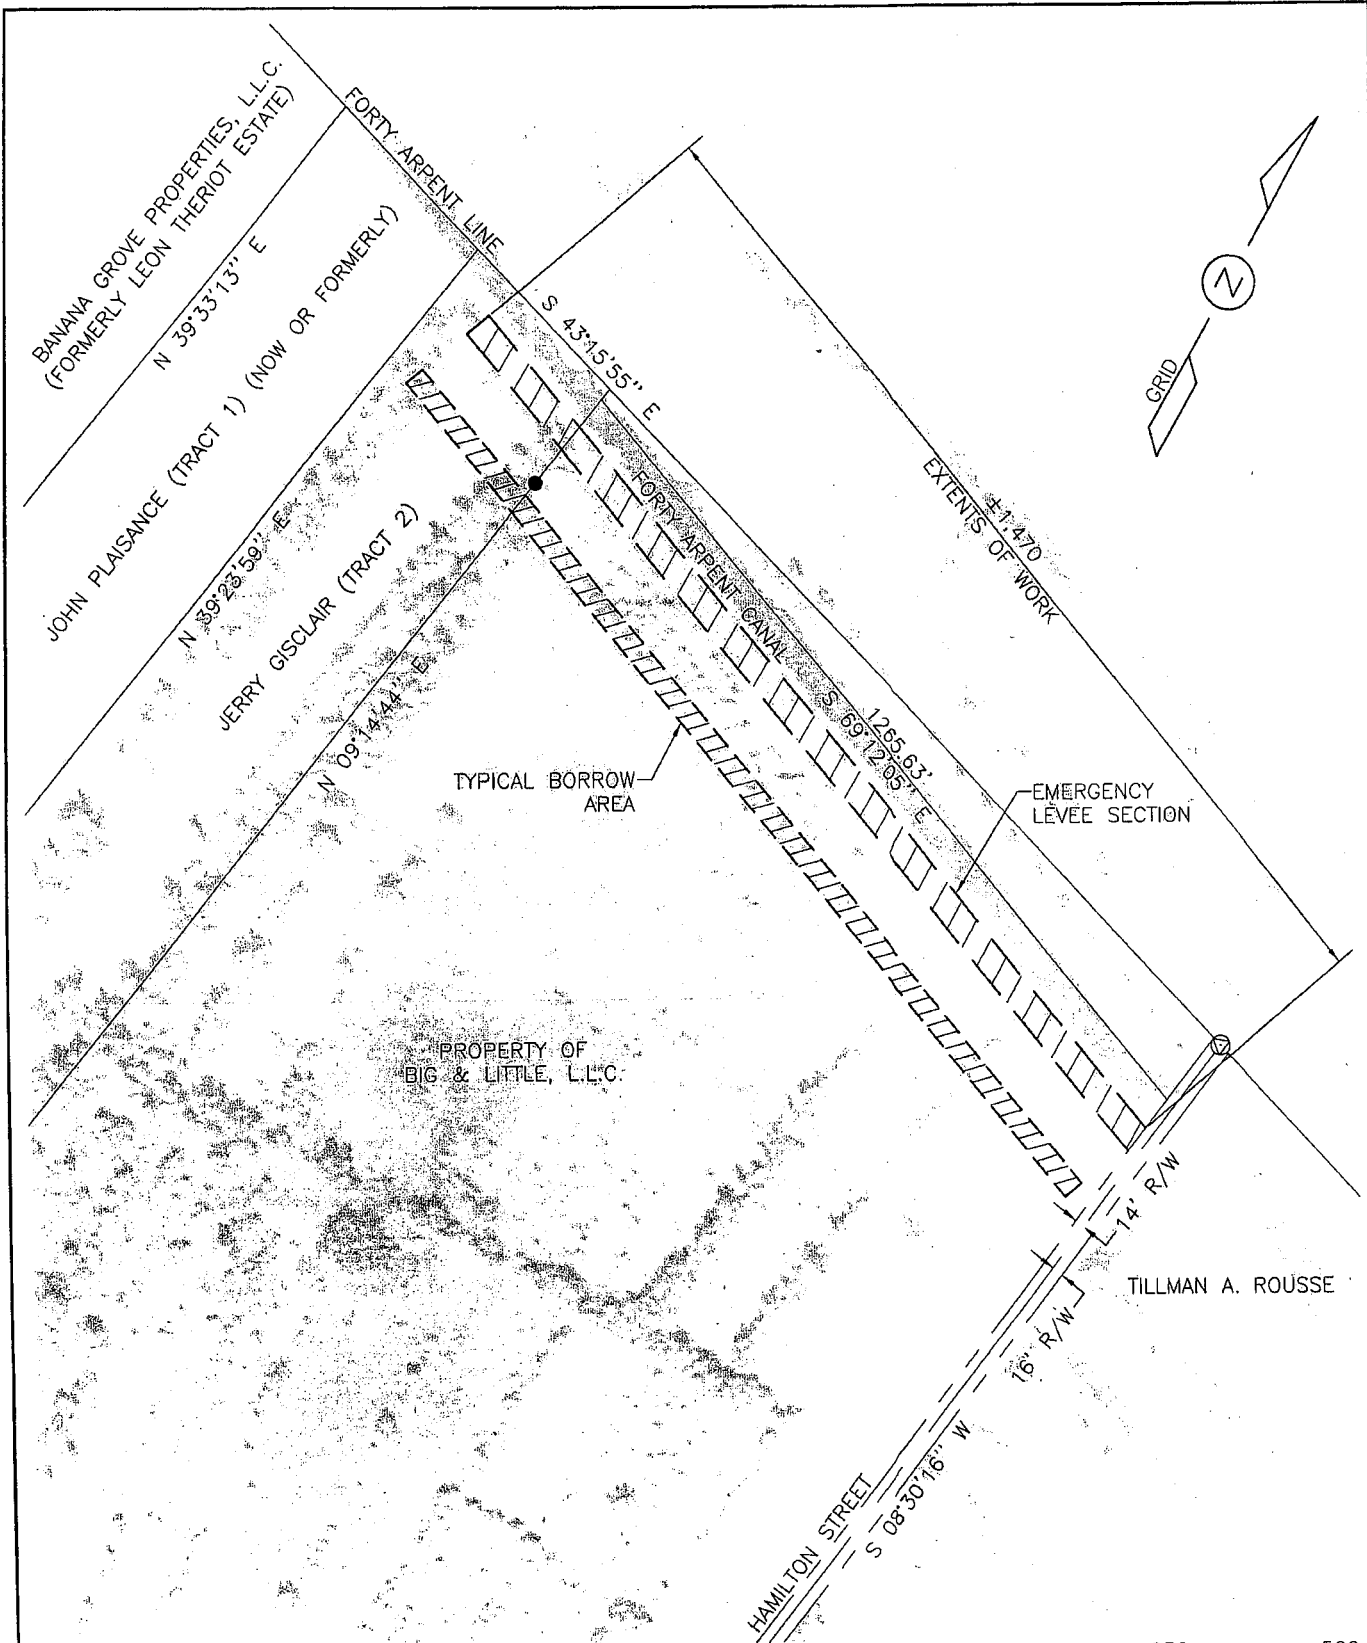 BANANA GROVE PROPERTIES, L.L.C.
(FORMERLY LEON THERIOT ESTATE)
N 39°33'13" E
FORTY ARPENT LINE
JOHN PLAISANCE (TRACT 1) (NOW OR FORMERLY)
N 39°23'59" E
S 43°15'55" E
JERRY GISCLAIR (TRACT 2)
N 09°14'44" E
GRID
N
±1,470
EXTENTS OF WORK
FORTY ARPENT CANAL
1265.63'
S 69°12'05" E
TYPICAL BORROW
AREA
EMERGENCY
LEVEE SECTION
PROPERTY OF
BIG & LITTLE, L.L.C.
14' R/W
TILLMAN A. ROUSSE
16' R/W
HAMILTON STREET
S 08°30'16" W